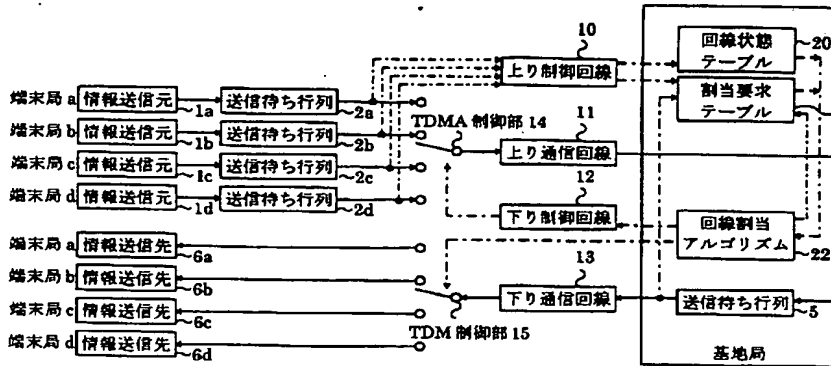 10
回線状態
テーブル
20
上り制御回線
割当要求
テーブル
端末局 a
情報送信元
1a
送信待ち行列
2a
端末局 b
情報送信元
1b
送信待ち行列
2b
TDMA 制御部 14
11
上り通信回線
端末局 c
情報送信元
1c
送信待ち行列
2c
12
下り制御回線
端末局 d
情報送信元
1d
送信待ち行列
2d
回線割当
アルゴリズム
22
端末局 a
情報送信先
6a
端末局 b
情報送信先
6b
13
下り通信回線
送信待ち行列
5
端末局 c
情報送信先
6c
TDM 制御部 15
端末局 d
情報送信先
6d
基地局